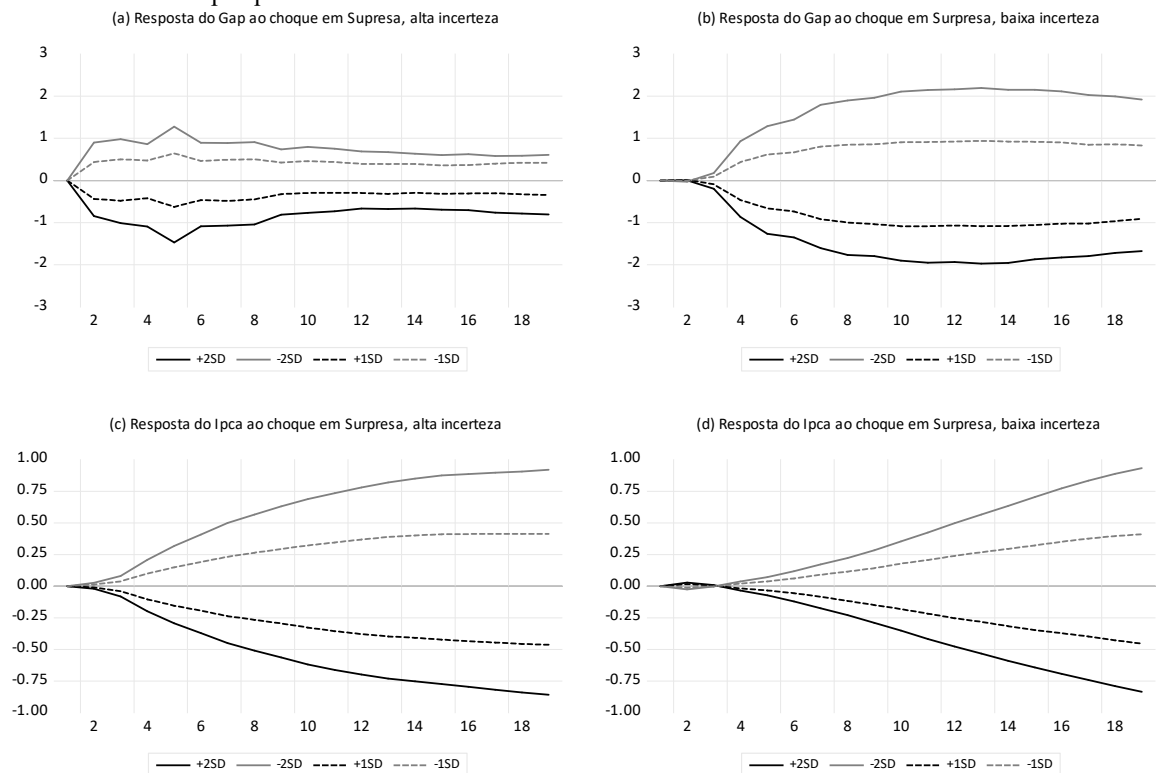 (a) Resposta do Gap ao choque em Supresa, alta incerteza
3
2
1
0
-1
-2
-3
2 4 6 8 10 12 14 16 18
+2SD -2SD +1SD -1SD
(b) Resposta do Gap ao choque em Surpresa, baixa incerteza
3
2
1
0
-1
-2
-3
2 4 6 8 10 12 14 16 18
+2SD -2SD +1SD -1SD
(c) Resposta do Ipca ao choque em Surpresa, alta incerteza
1.00
0.75
0.50
0.25
0.00
-0.25
-0.50
-0.75
-1.00
2 4 6 8 10 12 14 16 18
+2SD -2SD +1SD -1SD
(d) Resposta do Ipca ao choque em Surpresa, baixa incerteza
1.00
0.75
0.50
0.25
0.00
-0.25
-0.50
-0.75
-1.00
2 4 6 8 10 12 14 16 18
+2SD -2SD +1SD -1SD